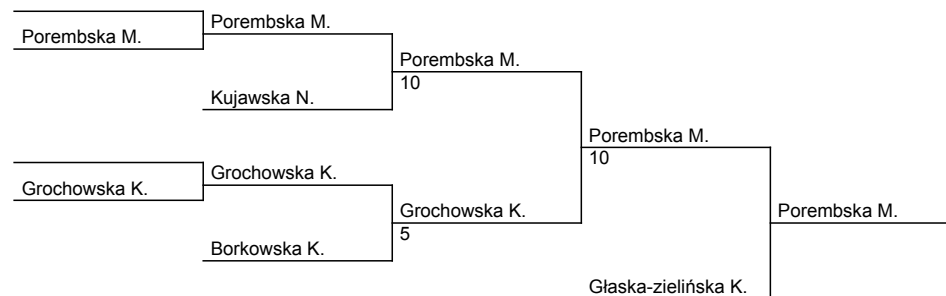 Porembska M.
Porembska M.
Porembska M.
10
Kujawska N.
Porembska M.
10
Grochowska K.
Grochowska K.
Grochowska K.
5
Porembska M.
Borkowska K.
Głaska-zielińska K.